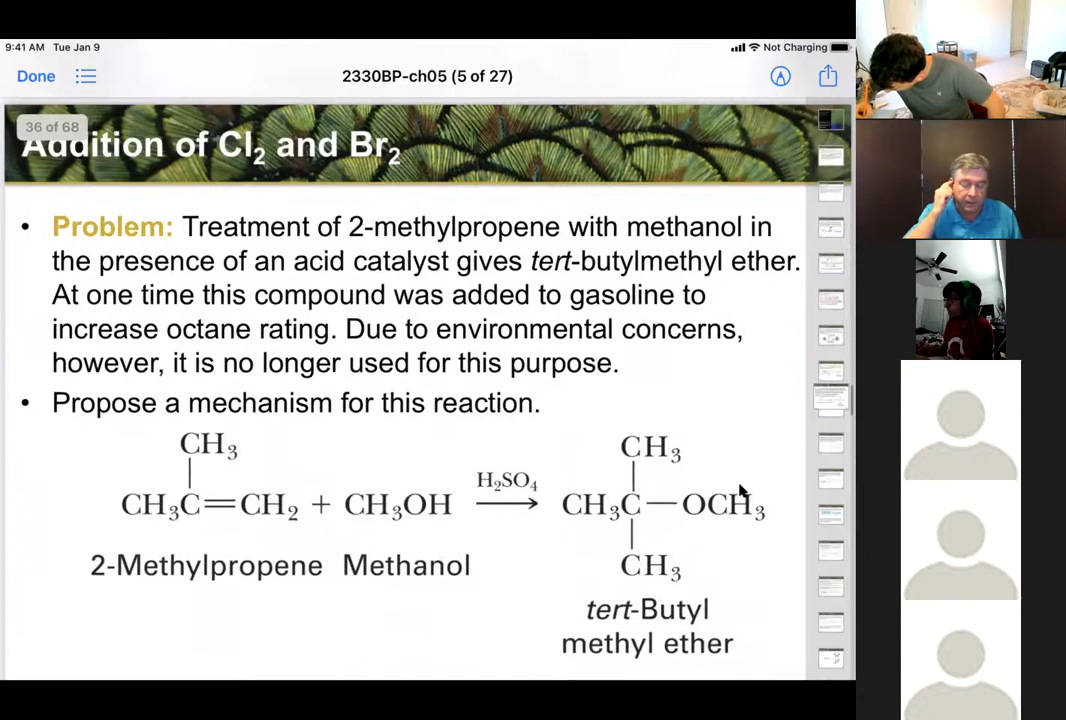 9:41 AM Tue Jan 9
Not Charging
Done
2330BP-ch05 (5 of 27)
36 of 68
Addition of Cl₂ and Br₂
• Problem: Treatment of 2-methylpropene with methanol in
the presence of an acid catalyst gives tert-butylmethyl ether.
At one time this compound was added to gasoline to
increase octane rating. Due to environmental concerns,
however, it is no longer used for this purpose.
• Propose a mechanism for this reaction.
CH₃
CH₃
CH₃C=CH₂ + CH₃OH
H₂SO₄
⟶
CH₃C—OCH₃
CH₃
2-Methylpropene Methanol
tert-Butyl
methyl ether